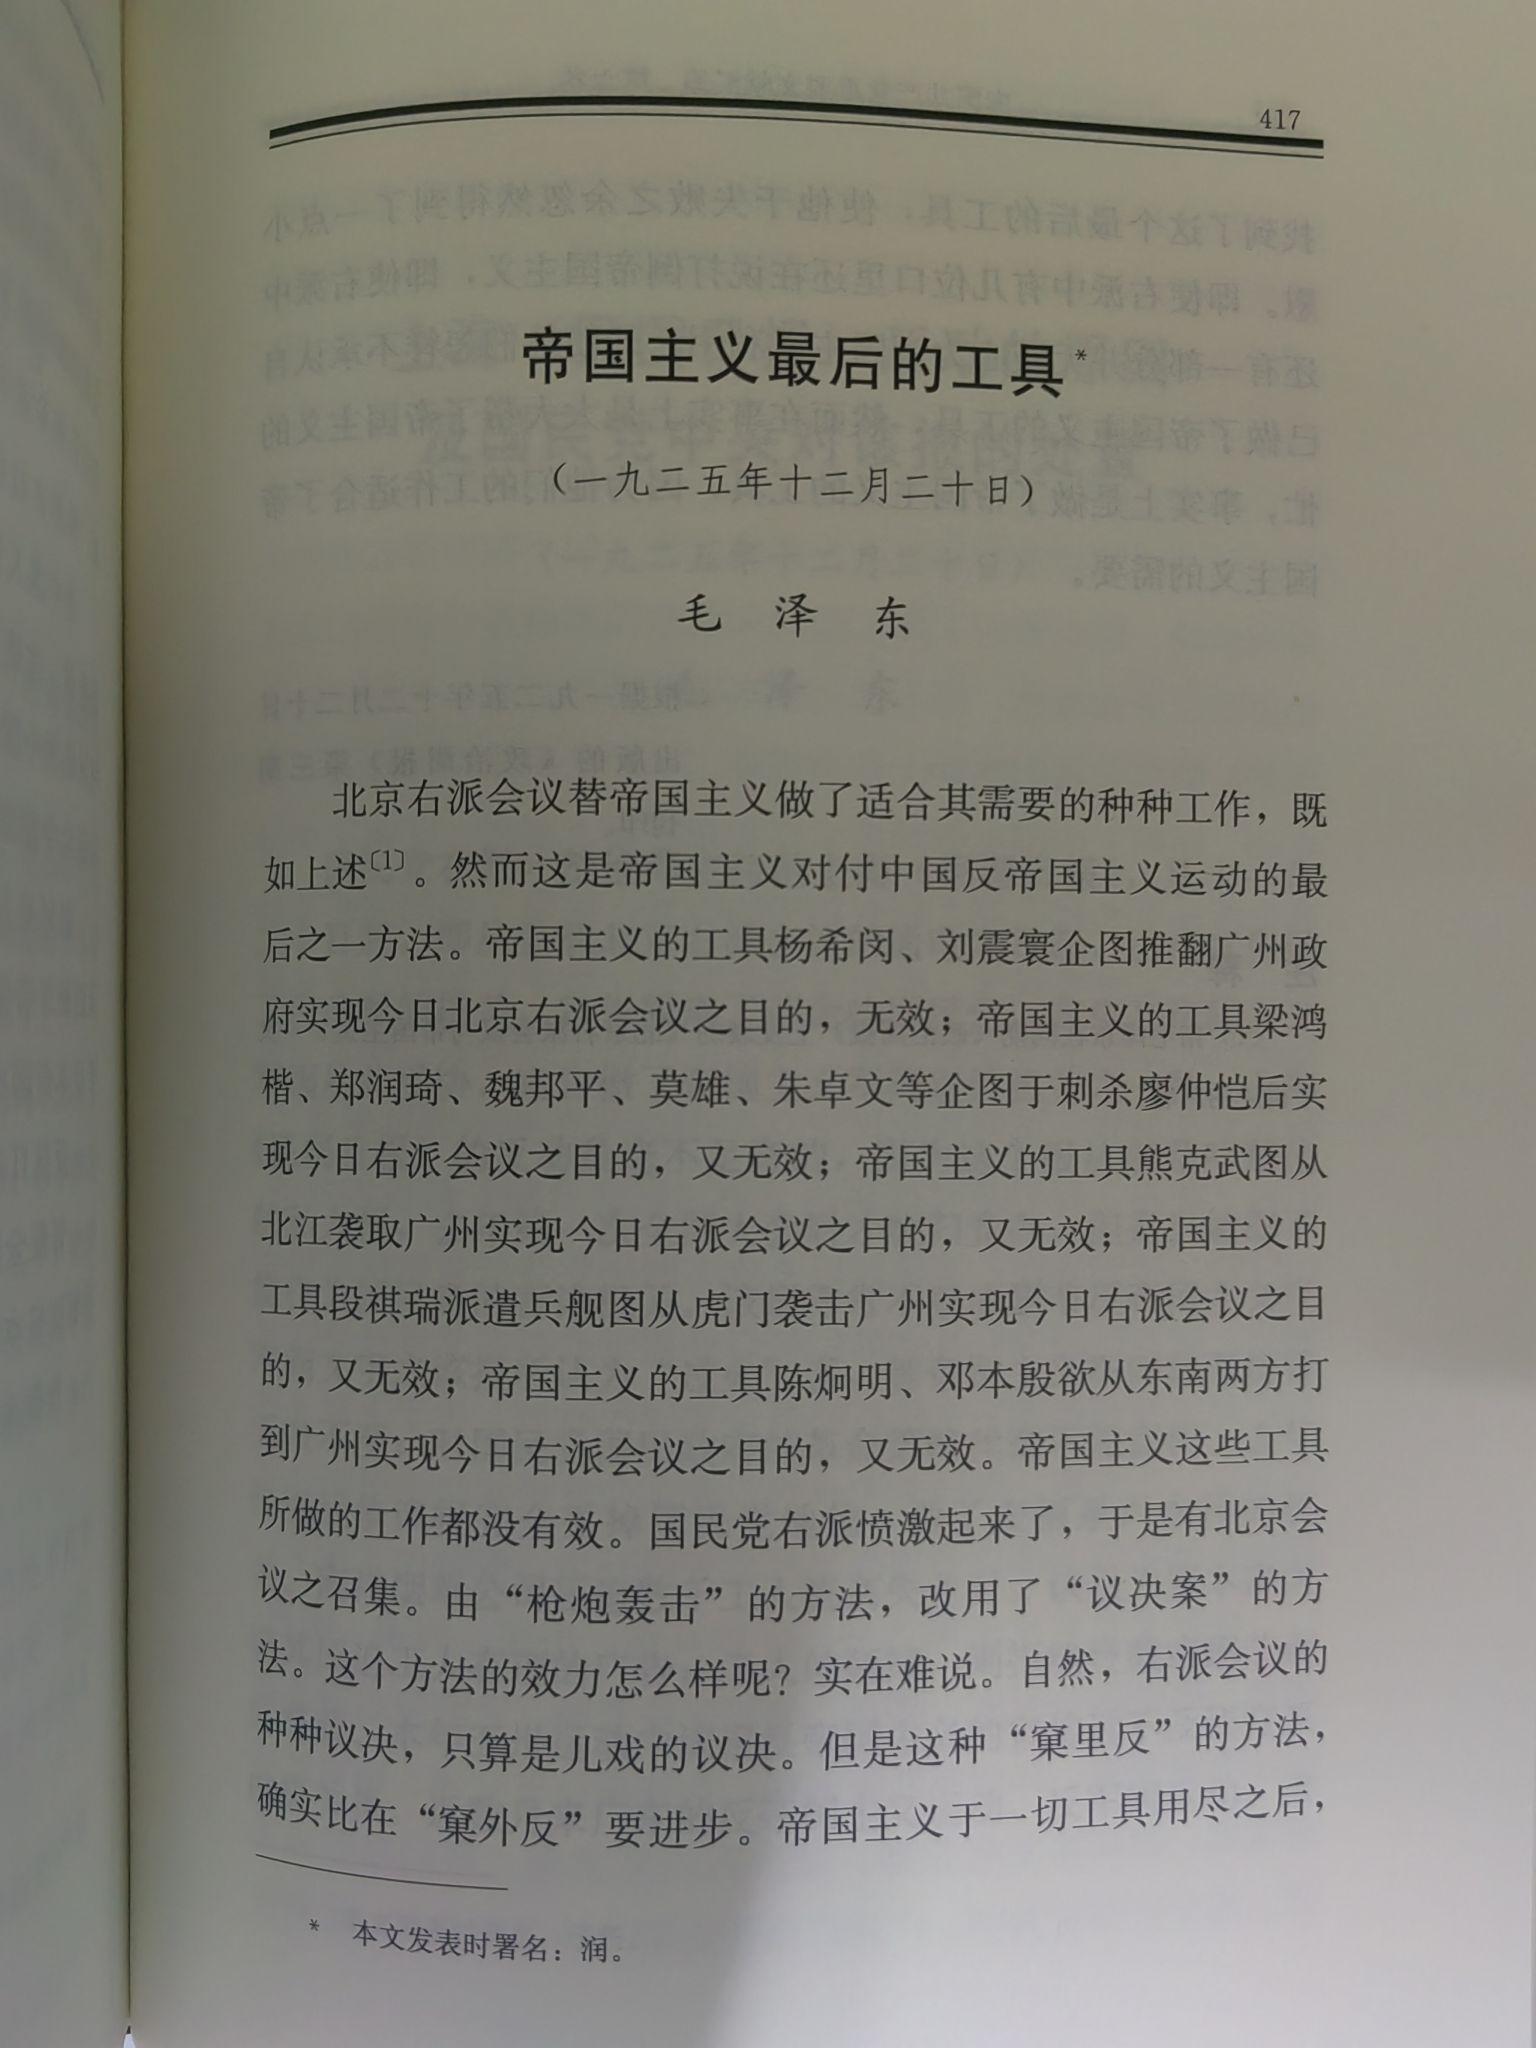 417
帝国主义最后的工具*
（一九二五年十二月二十日）
毛 泽 东
北京右派会议替帝国主义做了适合其需要的种种工作，既
如上述〔1〕。然而这是帝国主义对付中国反帝国主义运动的最
后之一方法。帝国主义的工具杨希闵、刘震寰企图推翻广州政
府实现今日北京右派会议之目的，无效；帝国主义的工具梁鸿
楷、郑润琦、魏邦平、莫雄、朱卓文等企图于刺杀廖仲恺后实
现今日右派会议之目的，又无效；帝国主义的工具熊克武图从
北江袭取广州实现今日右派会议之目的，又无效；帝国主义的
工具段祺瑞派遣兵舰图从虎门袭击广州实现今日右派会议之目
的，又无效；帝国主义的工具陈炯明、邓本殷欲从东南两方打
到广州实现今日右派会议之目的，又无效。帝国主义这些工具
所做的工作都没有效。国民党右派愤激起来了，于是有北京会
议之召集。由“枪炮轰击”的方法，改用了“议决案”的方
法。这个方法的效力怎么样呢？实在难说。自然，右派会议的
种种议决，只算是儿戏的议决。但是这种“窠里反”的方法，
确实比在“窠外反”要进步。帝国主义于一切工具用尽之后，
* 本文发表时署名：润。